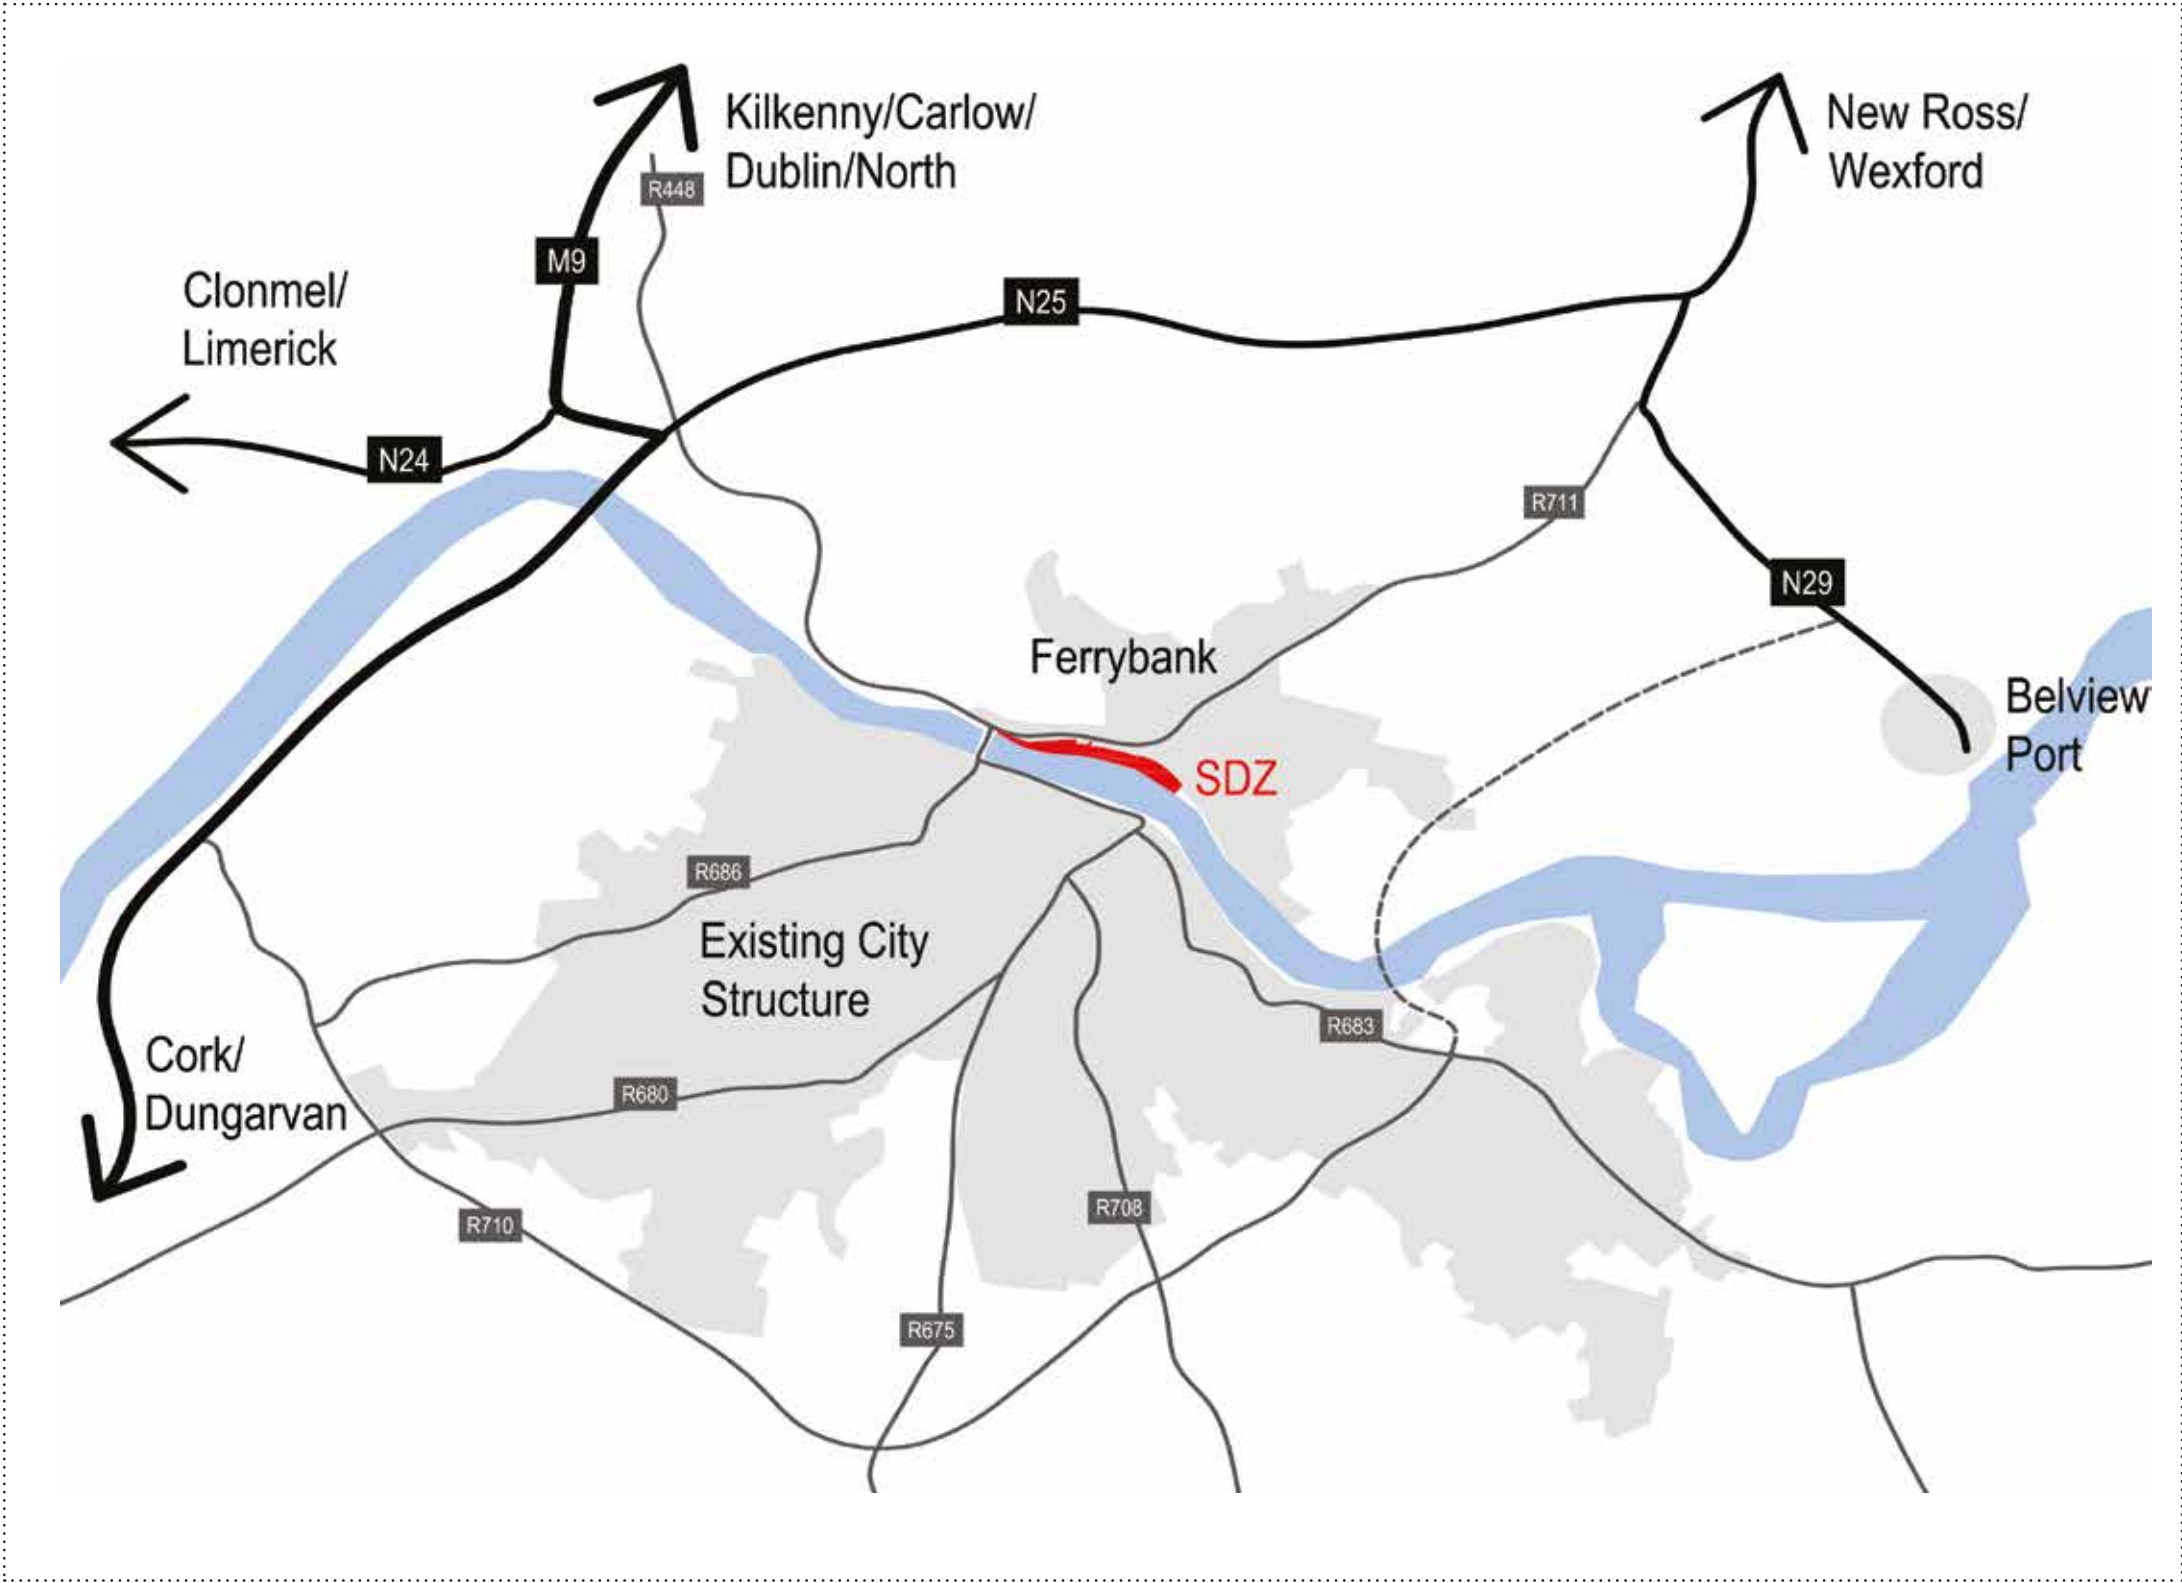 Kilkenny/Carlow/
Dublin/North
New Ross/
Wexford
R448
M9
Clonmel/
Limerick
N25
N24
R711
N29
Ferrybank
Belview
Port
SDZ
R686
Existing City
Structure
R683
Cork/
Dungarvan
R680
R710
R708
R675